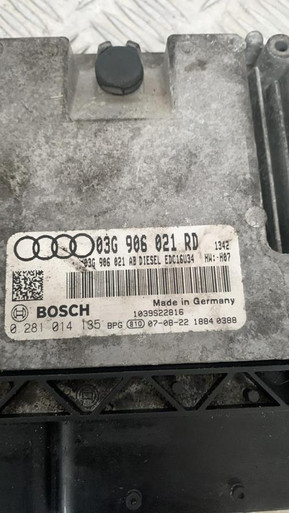 03G 906 021 RD 1342
03G 906 021 AB DIESEL EDC16U34 HW:-H07
BOSCH
Made in Germany
1039S22816
0 281 014 135 BPG 810 07-08-22 1884 0388